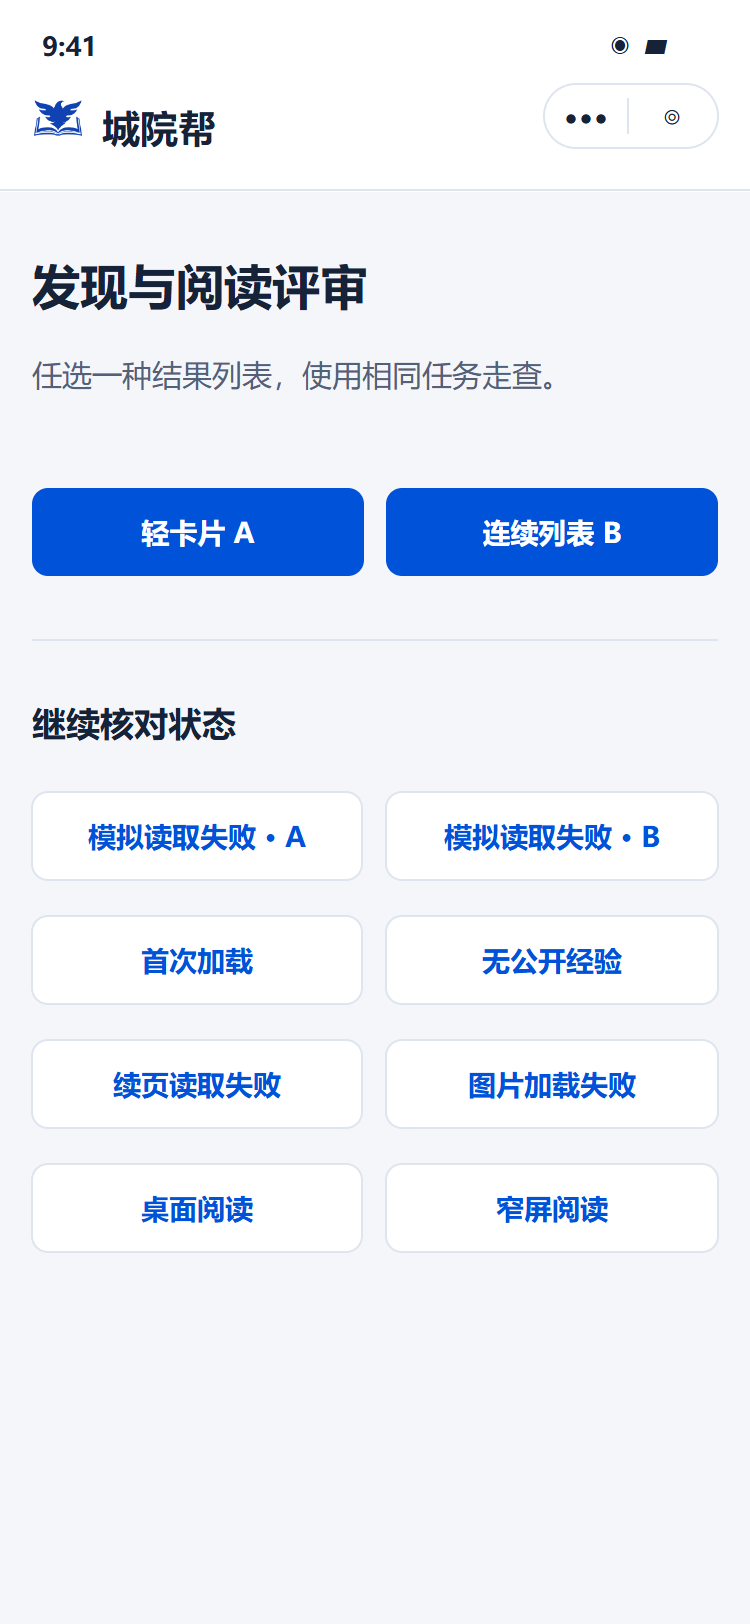 9:41
城院帮
发现与阅读评审
任选一种结果列表，使用相同任务走查。
轻卡片 A
连续列表 B
继续核对状态
模拟读取失败 · A
模拟读取失败 · B
首次加载
无公开经验
续页读取失败
图片加载失败
桌面阅读
窄屏阅读